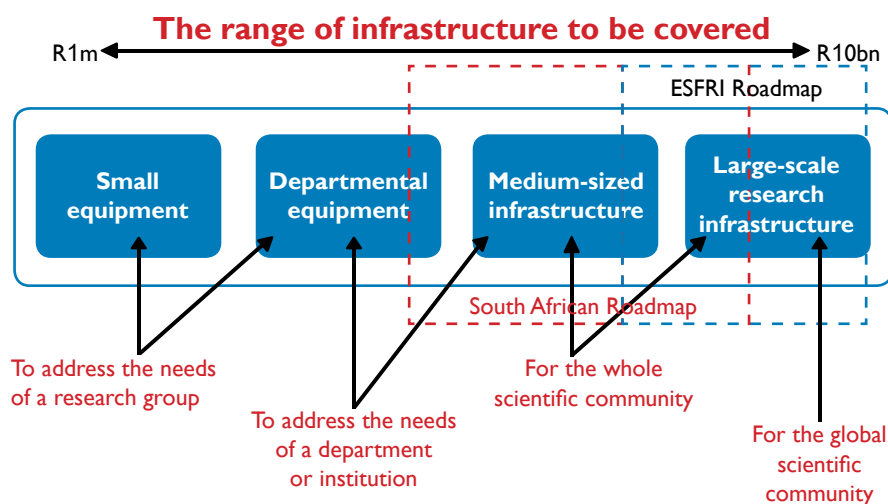 The range of infrastructure to be covered
R1m
R10bn
ESFRI Roadmap
Small
equipment
Departmental
equipment
Medium-sized
infrastructure
Large-scale
research
infrastructure
South African Roadmap
To address the needs
of a research group
To address the needs
of a department
or institution
For the whole
scientific community
For the global
scientific
community